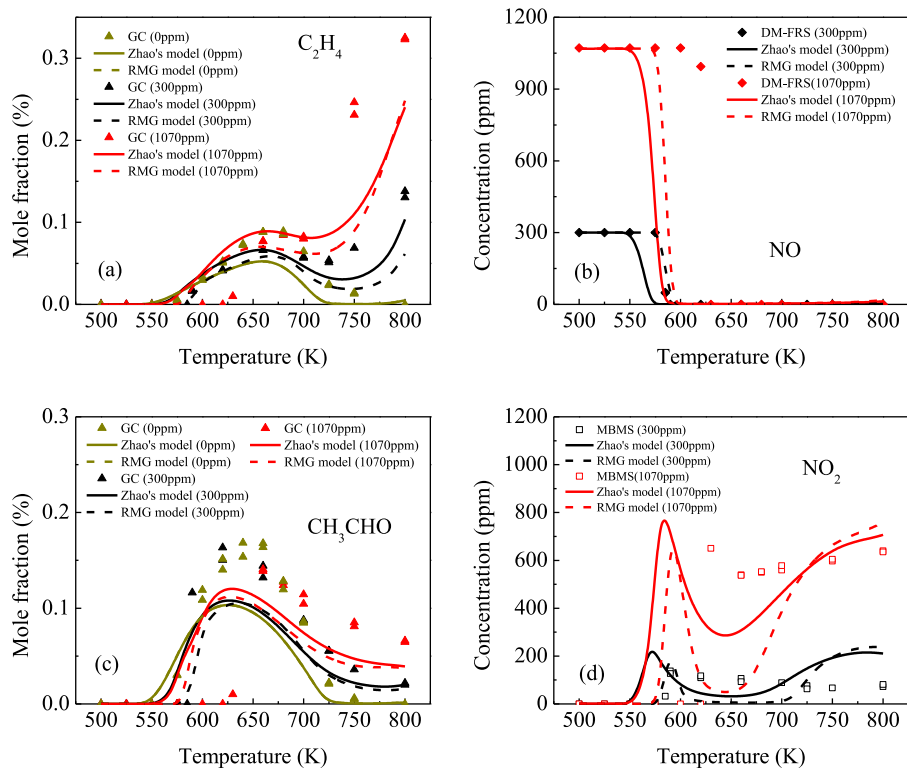 GC (0ppm)
Zhao's model (0ppm)
RMG model (0ppm)
GC (300ppm)
Zhao's model (300ppm)
RMG model (300ppm)
GC (1070ppm)
Zhao's model (1070ppm)
RMG model (1070ppm)
C2H4
(a)
Mole fraction (%)
0.3
0.2
0.1
0.0
500 550 600 650 700 750 800
Temperature (K)
DM-FRS (300ppm)
Zhao's model (300ppm)
RMG model (300ppm)
DM-FRS(1070ppm)
Zhao's model (1070ppm)
RMG model (1070ppm)
NO
(b)
Concentration (ppm)
1200
900
600
300
0
500 550 600 650 700 750 800
Temperature (K)
GC (0ppm)
Zhao's model (0ppm)
RMG model (0ppm)
GC (300ppm)
Zhao's model (300ppm)
RMG model (300ppm)
GC (1070ppm)
Zhao's model (1070ppm)
RMG model (1070ppm)
CH3CHO
(c)
Mole fraction (%)
0.3
0.2
0.1
0.0
500 550 600 650 700 750 800
Temperature (K)
MBMS (300ppm)
Zhao's model (300ppm)
RMG model (300ppm)
MBMS(1070ppm)
Zhao's model (1070ppm)
RMG model (1070ppm)
NO2
(d)
Concentration (ppm)
1200
1000
800
600
400
200
0
500 550 600 650 700 750 800
Temperature (K)